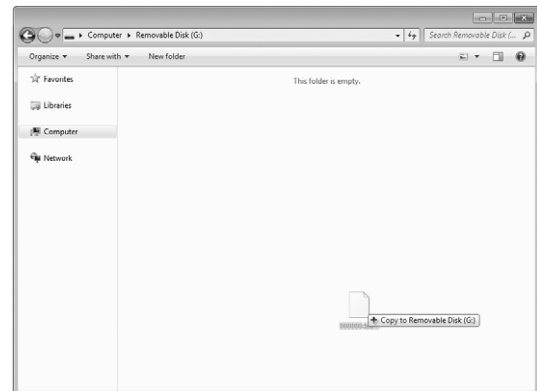 Computer ▸ Removable Disk (G:)
Search Removable Disk (...
Organize
Share with
New folder
Favorites
Libraries
Computer
Network
This folder is empty.
Copy to Removable Disk (G:)